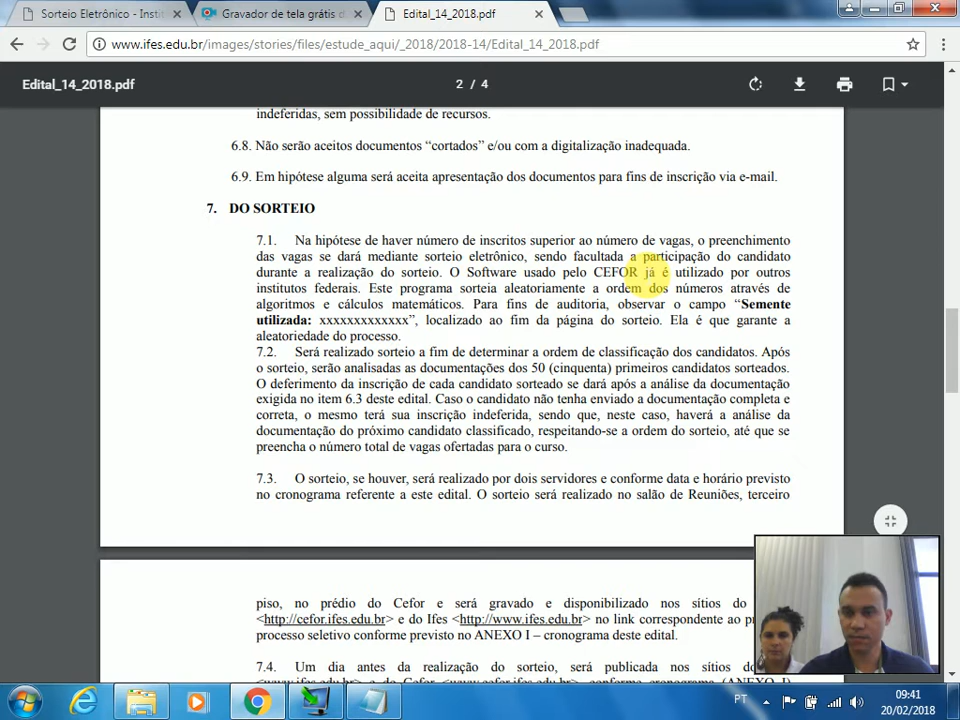 Sorteio Eletrônico - Instit
Gravador de tela grátis d
Edital_14_2018.pdf
www.ifes.edu.br/images/stories/files/estude_aqui/_2018/2018-14/Edital_14_2018.pdf
Edital_14_2018.pdf
2 / 4
indeferidas, sem possibilidade de recursos.
6.8. Não serão aceitos documentos “cortados” e/ou com a digitalização inadequada.
6.9. Em hipótese alguma será aceita apresentação dos documentos para fins de inscrição via e-mail.
7. DO SORTEIO
7.1. Na hipótese de haver número de inscritos superior ao número de vagas, o preenchimento
das vagas se dará mediante sorteio eletrônico, sendo facultada a participação do candidato
durante a realização do sorteio. O Software usado pelo CEFOR já é utilizado por outros
institutos federais. Este programa sorteia aleatoriamente a ordem dos números através de
algoritmos e cálculos matemáticos. Para fins de auditoria, observar o campo “Semente
utilizada: xxxxxxxxxxxxx”, localizado ao fim da página do sorteio. Ela é que garante a
aleatoriedade do processo.
7.2. Será realizado sorteio a fim de determinar a ordem de classificação dos candidatos. Após
o sorteio, serão analisadas as documentações dos 50 (cinquenta) primeiros candidatos sorteados.
O deferimento da inscrição de cada candidato sorteado se dará após a análise da documentação
exigida no item 6.3 deste edital. Caso o candidato não tenha enviado a documentação completa e
correta, o mesmo terá sua inscrição indeferida, sendo que, neste caso, haverá a análise da
documentação do próximo candidato classificado, respeitando-se a ordem do sorteio, até que se
preencha o número total de vagas ofertadas para o curso.
7.3. O sorteio, se houver, será realizado por dois servidores e conforme data e horário previsto
no cronograma referente a este edital. O sorteio será realizado no salão de Reuniões, terceiro
piso, no prédio do Cefor e será gravado e disponibilizado nos sítios do
<http://cefor.ifes.edu.br> e do Ifes <http://www.ifes.edu.br> no link correspondente ao p
processo seletivo conforme previsto no ANEXO I – cronograma deste edital.
7.4. Um dia antes da realização do sorteio, será publicada nos sítios do
<www.ifes.edu.br> e do Cefor <www.cefor.ifes.edu.br> conforme cronograma (ANEXO I)
PT
09:41
20/02/2018